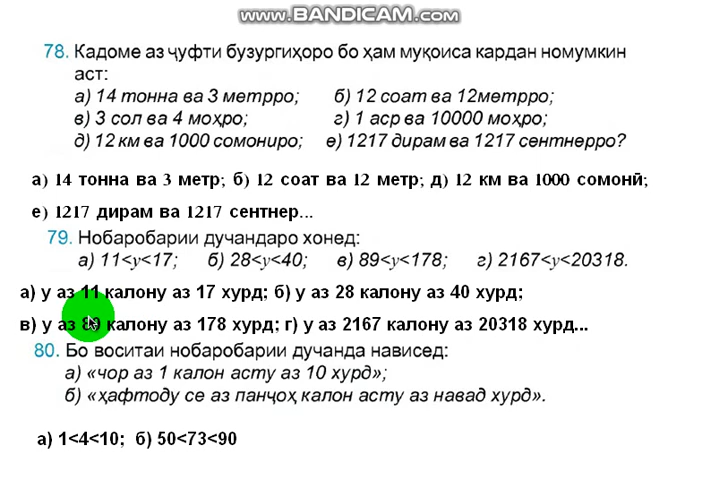 www.BANDICAM.com
78. Кадоме аз ҷуфти бузургиҳоро бо ҳам муқоиса кардан номумкин
аст:
а) 14 тонна ва 3 метрро; б) 12 соат ва 12метрро;
в) 3 сол ва 4 моҳро; г) 1 аср ва 10000 моҳро;
д) 12 км ва 1000 сомониро; е) 1217 дирам ва 1217 сентнерро?
а) 14 тонна ва 3 метр; б) 12 соат ва 12 метр; д) 12 км ва 1000 сомонӣ;
е) 1217 дирам ва 1217 сентнер...
79. Нобаробарии дучандаро хонед:
а) 11<y<17; б) 28<y<40; в) 89<y<178; г) 2167<y<20318.
а) у аз 11 калону аз 17 хурд; б) у аз 28 калону аз 40 хурд;
в) у аз 89 калону аз 178 хурд; г) у аз 2167 калону аз 20318 хурд...
80. Бо воситаи нобаробарии дучанда нависед:
а) «чор аз 1 калон асту аз 10 хурд»;
б) «ҳафтоду се аз панҷоҳ калон асту аз навад хурд».
а) 1<4<10; б) 50<73<90